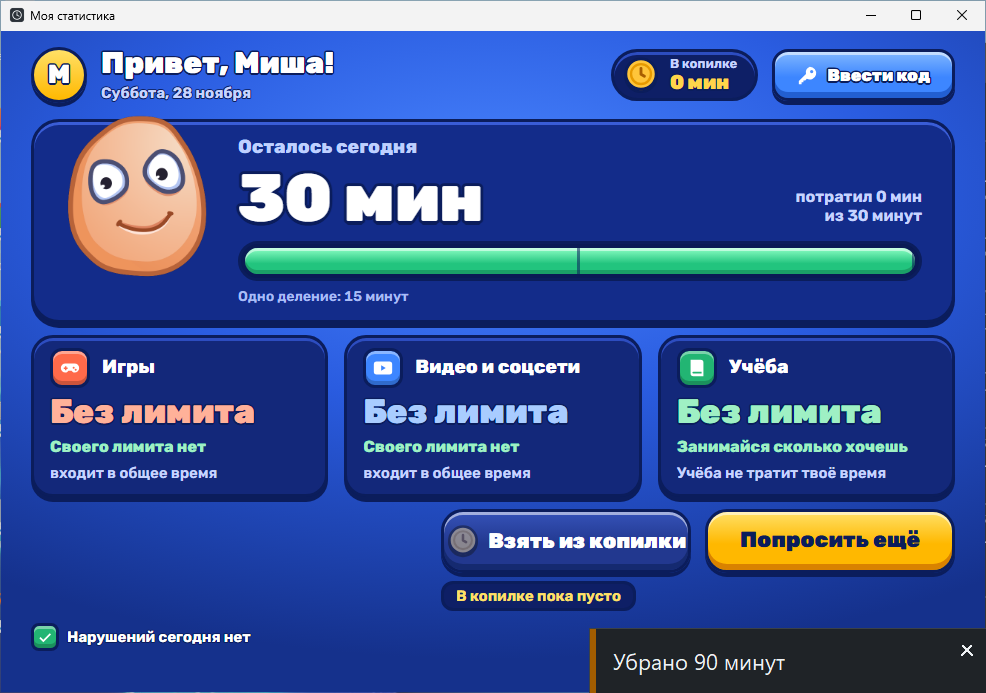 Моя статистика
М
Привет, Миша!
Суббота, 28 ноября
В копилке
0 мин
Ввести код
Осталось сегодня
30 мин
потратил 0 мин
из 30 минут
Одно деление: 15 минут
Игры
Без лимита
Своего лимита нет
входит в общее время
Видео и соцсети
Без лимита
Своего лимита нет
входит в общее время
Учёба
Без лимита
Занимайся сколько хочешь
Учёба не тратит твоё время
Взять из копилки
Попросить ещё
В копилке пока пусто
Нарушений сегодня нет
Убрано 90 минут